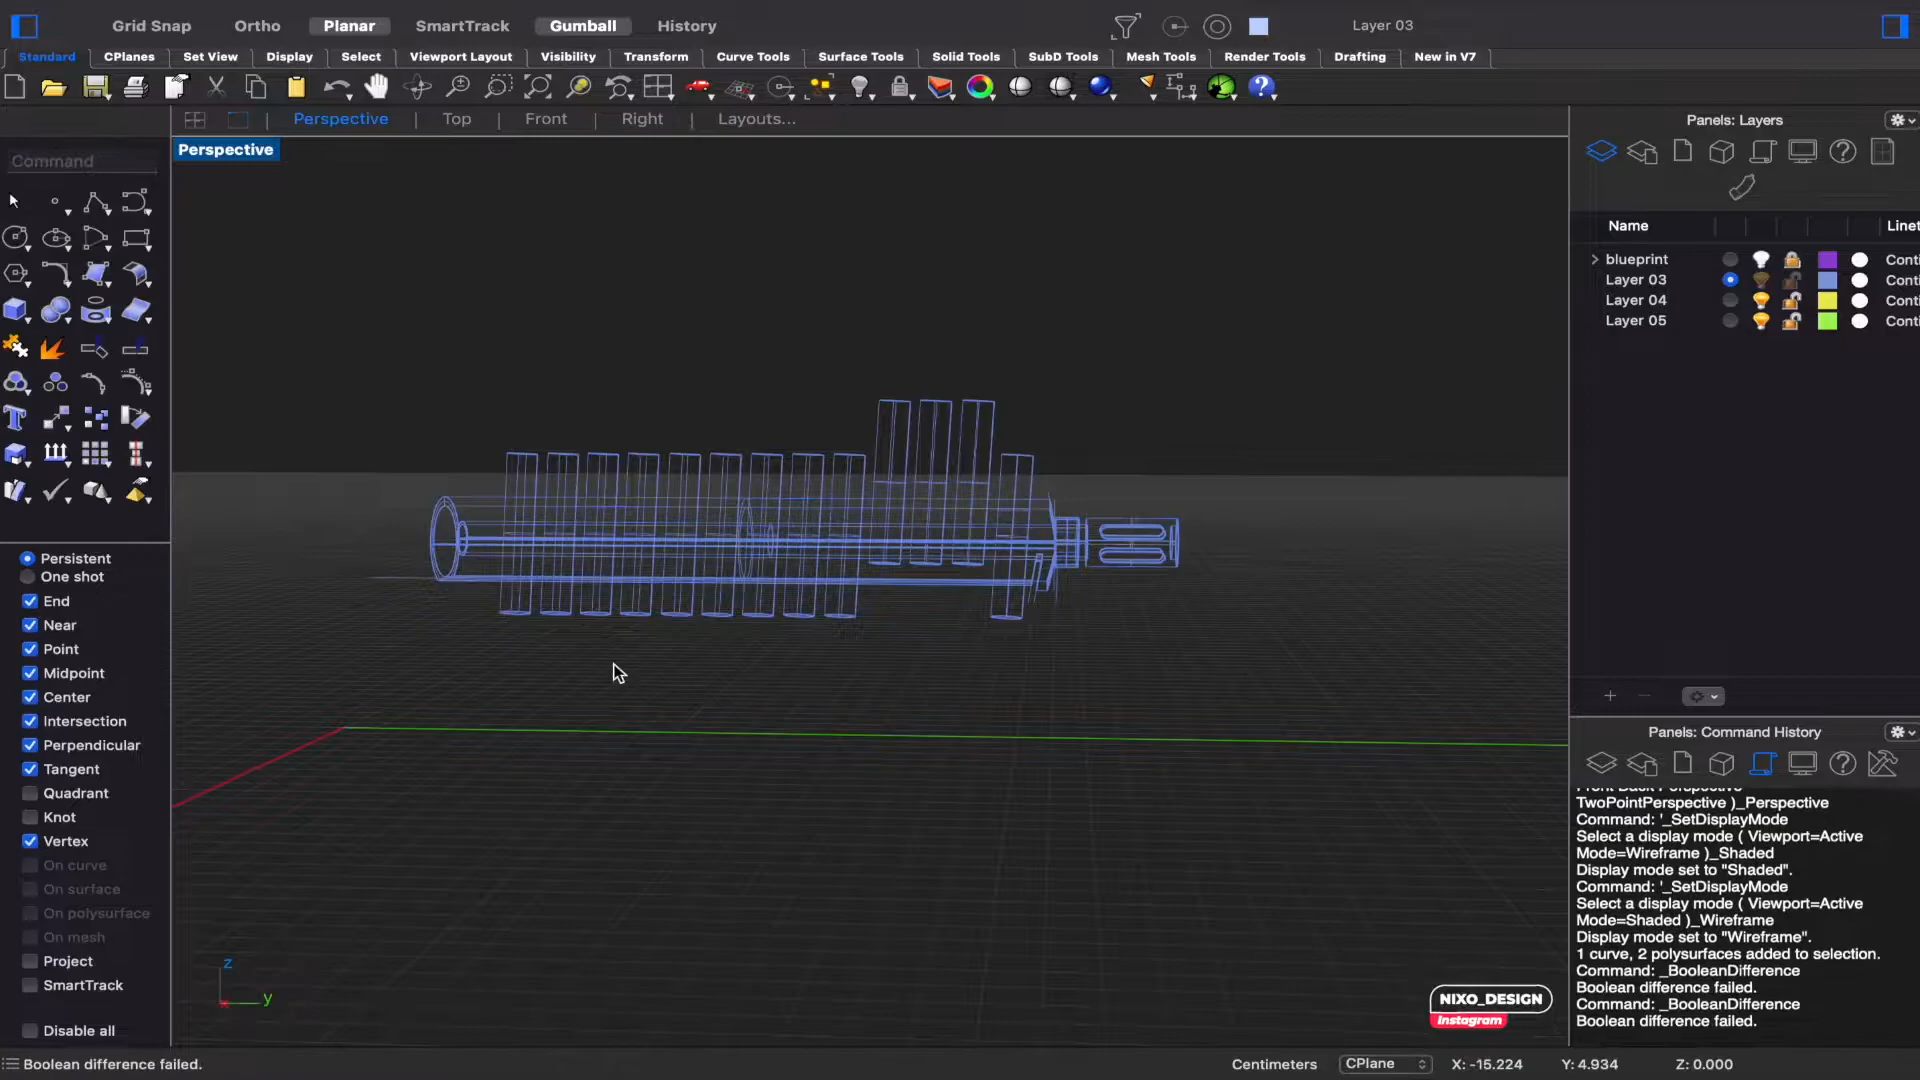 Grid Snap Ortho Planar SmartTrack Gumball History Layer 03
Standard CPlanes Set View Display Select Viewport Layout Visibility Transform Curve Tools Surface Tools Solid Tools SubD Tools Mesh Tools Render Tools Drafting New in V7
Perspective Top Front Right Layouts...
Panels: Layers
Perspective
Command
Name Linet
blueprint Conti
Layer 03 Conti
Layer 04 Conti
Layer 05 Conti
Persistent
One shot
End
Near
Point
Midpoint
Center
Intersection
Perpendicular
Tangent
Quadrant
Knot
Vertex
On curve
On surface
On polysurface
On mesh
Project
SmartTrack
Disable all
z
y
NIXO_DESIGN
Instagram
Panels: Command History
TwoPointPerspective )_Perspective
Command: '_SetDisplayMode
Select a display mode ( Viewport=Active
Mode=Wireframe )_Shaded
Display mode set to "Shaded".
Command: '_SetDisplayMode
Select a display mode ( Viewport=Active
Mode=Shaded )_Wireframe
Display mode set to "Wireframe".
1 curve, 2 polysurfaces added to selection.
Command: _BooleanDifference
Boolean difference failed.
Command: _BooleanDifference
Boolean difference failed.
Boolean difference failed. Centimeters CPlane X: -15.224 Y: 4.934 Z: 0.000